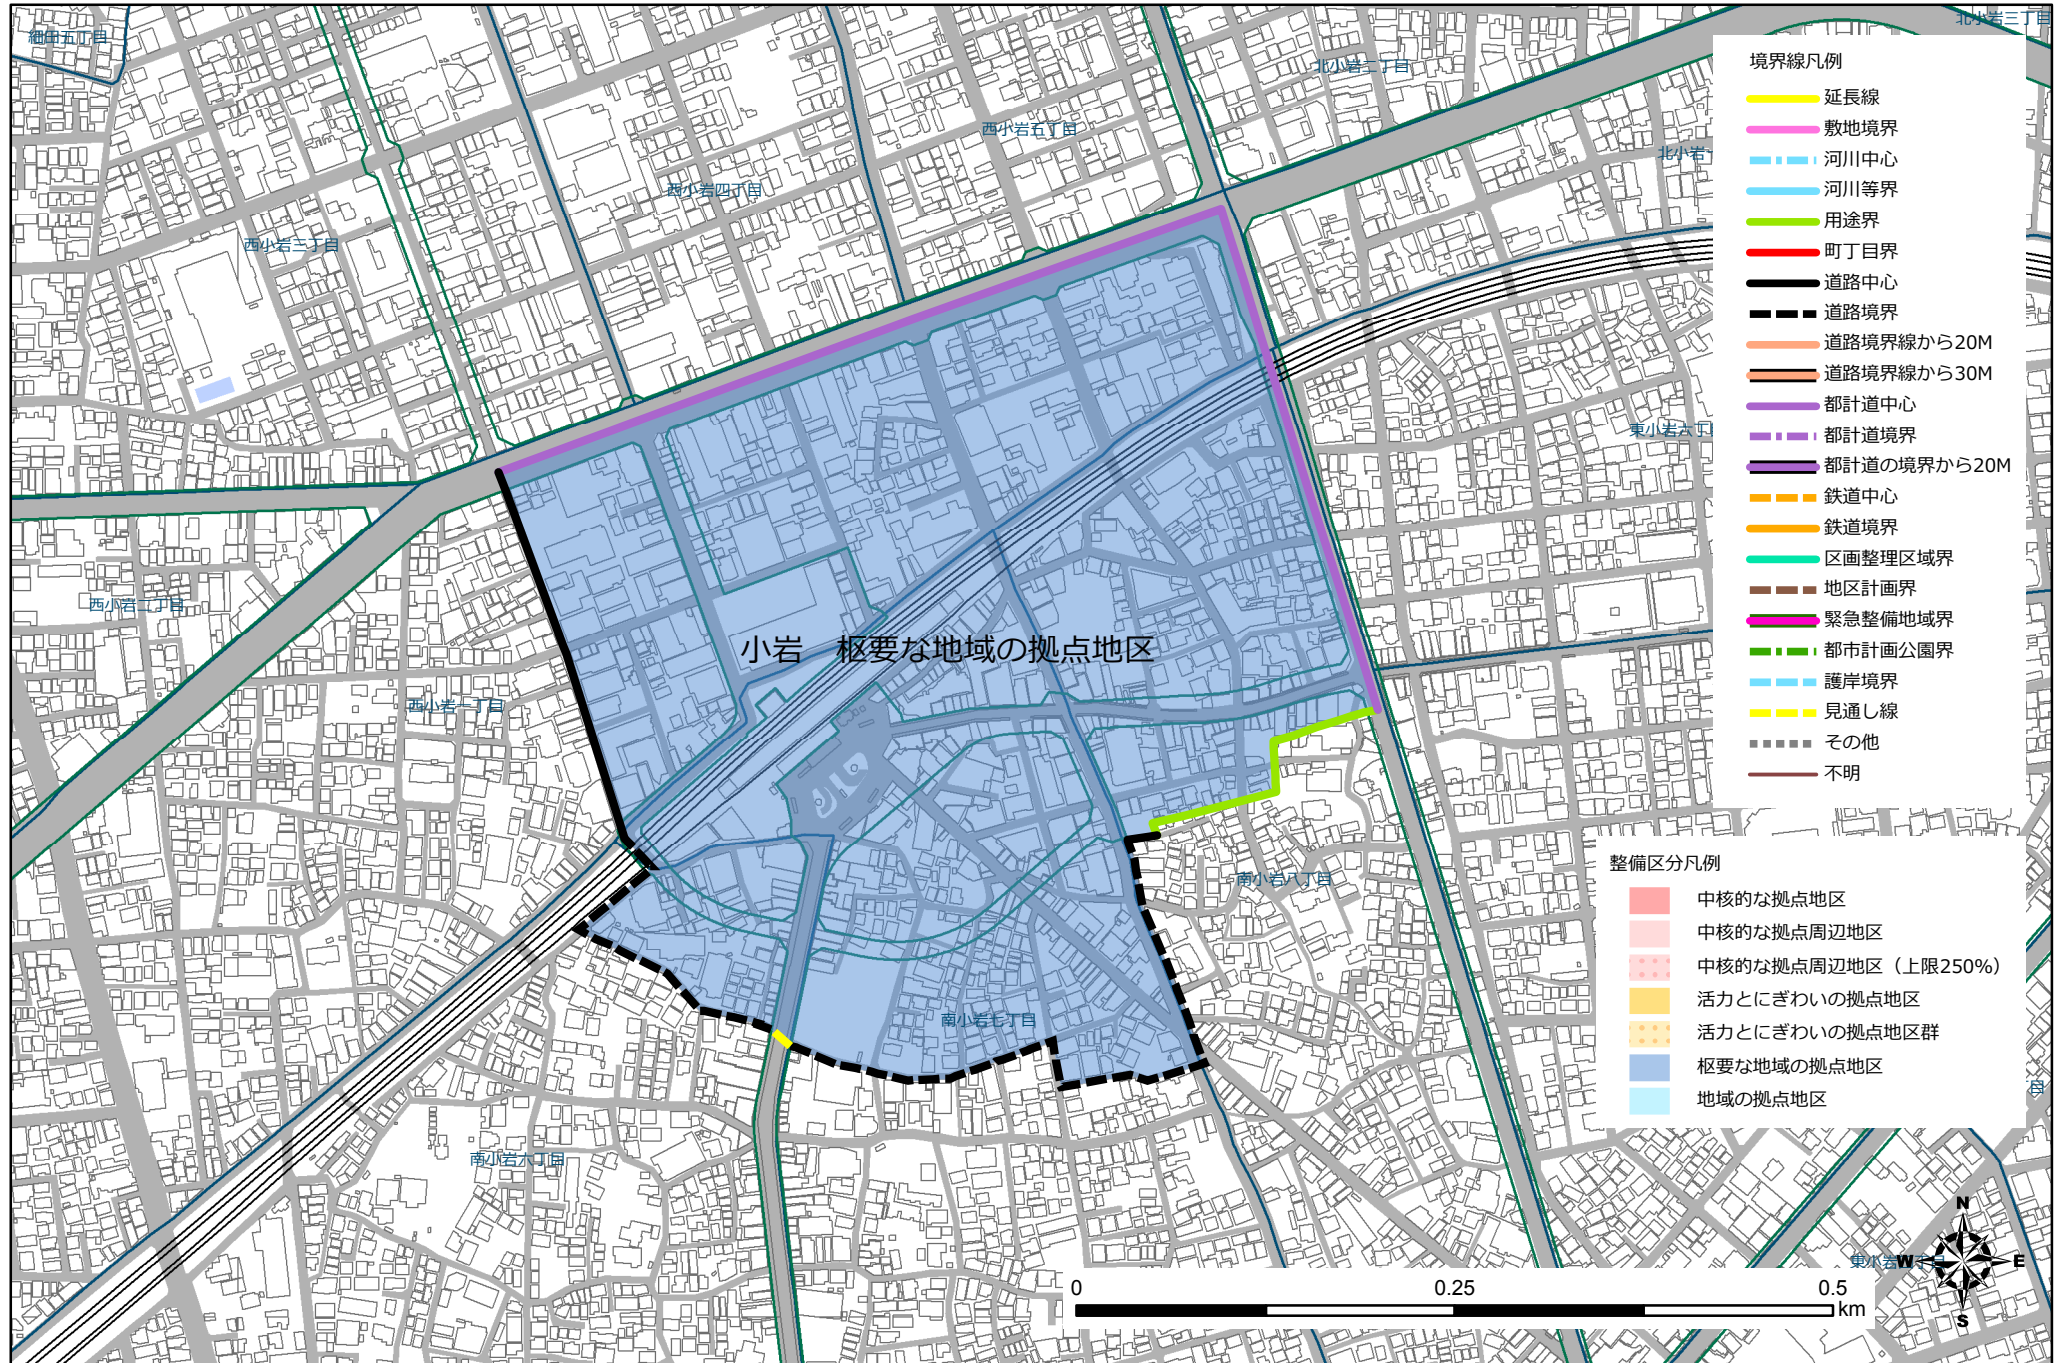 細田五丁目
北小岩三丁目
北小岩二丁目
西小岩五丁目
北小岩
西小岩四丁目
西小岩三丁目
東小岩六丁目
西小岩二丁目
小岩 枢要な地域の拠点地区
西小岩一丁目
南小岩八丁目
南小岩七丁目
南小岩六丁目
東小岩
丁目
目
境界線凡例
延長線
敷地境界
河川中心
河川等界
用途界
町丁目界
道路中心
道路境界
道路境界線から20M
道路境界線から30M
都計道中心
都計道境界
都計道の境界から20M
鉄道中心
鉄道境界
区画整理区域界
地区計画界
緊急整備地域界
都市計画公園界
護岸境界
見通し線
その他
不明
整備区分凡例
中核的な拠点地区
中核的な拠点周辺地区
中核的な拠点周辺地区（上限250%）
活力とにぎわいの拠点地区
活力とにぎわいの拠点地区群
枢要な地域の拠点地区
地域の拠点地区
N
W
E
S
0 0.25 0.5
km